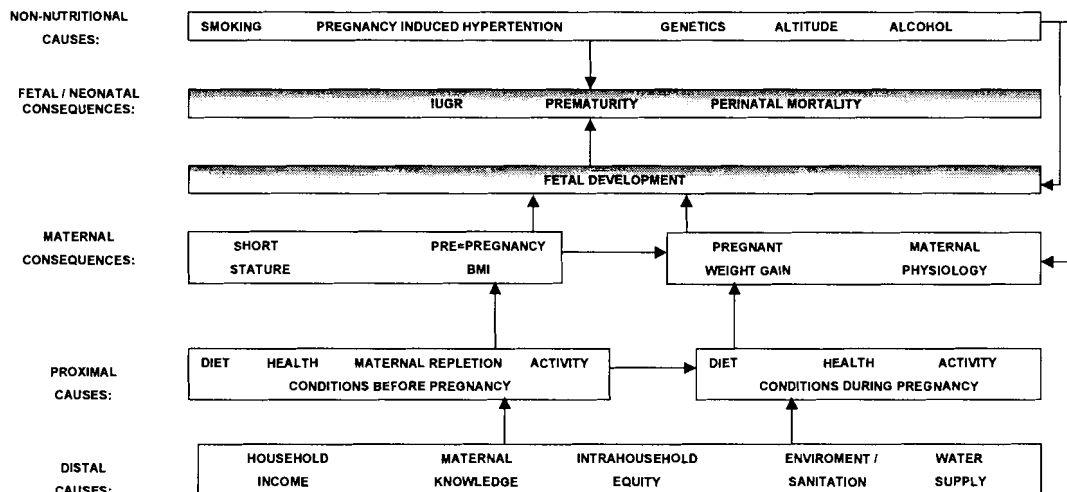 NON-NUTRITIONAL
CAUSES:
SMOKING PREGNANCY INDUCED HYPERTENTION GENETICS ALTITUDE ALCOHOL
FETAL / NEONATAL
CONSEQUENCES:
IUGR PREMATURITY PERINATAL MORTALITY
FETAL DEVELOPMENT
MATERNAL
CONSEQUENCES:
SHORT
STATURE
PRE=PREGNANCY
BMI
PREGNANT
WEIGHT GAIN
MATERNAL
PHYSIOLOGY
PROXIMAL
CAUSES:
DIET HEALTH MATERNAL REPLETION ACTIVITY
CONDITIONS BEFORE PREGNANCY
DIET HEALTH ACTIVITY
CONDITIONS DURING PREGNANCY
DISTAL
CAUSES:
HOUSEHOLD
INCOME
MATERNAL
KNOWLEDGE
INTRAHOUSEHOLD
EQUITY
ENVIROMENT /
SANITATION
WATER
SUPPLY